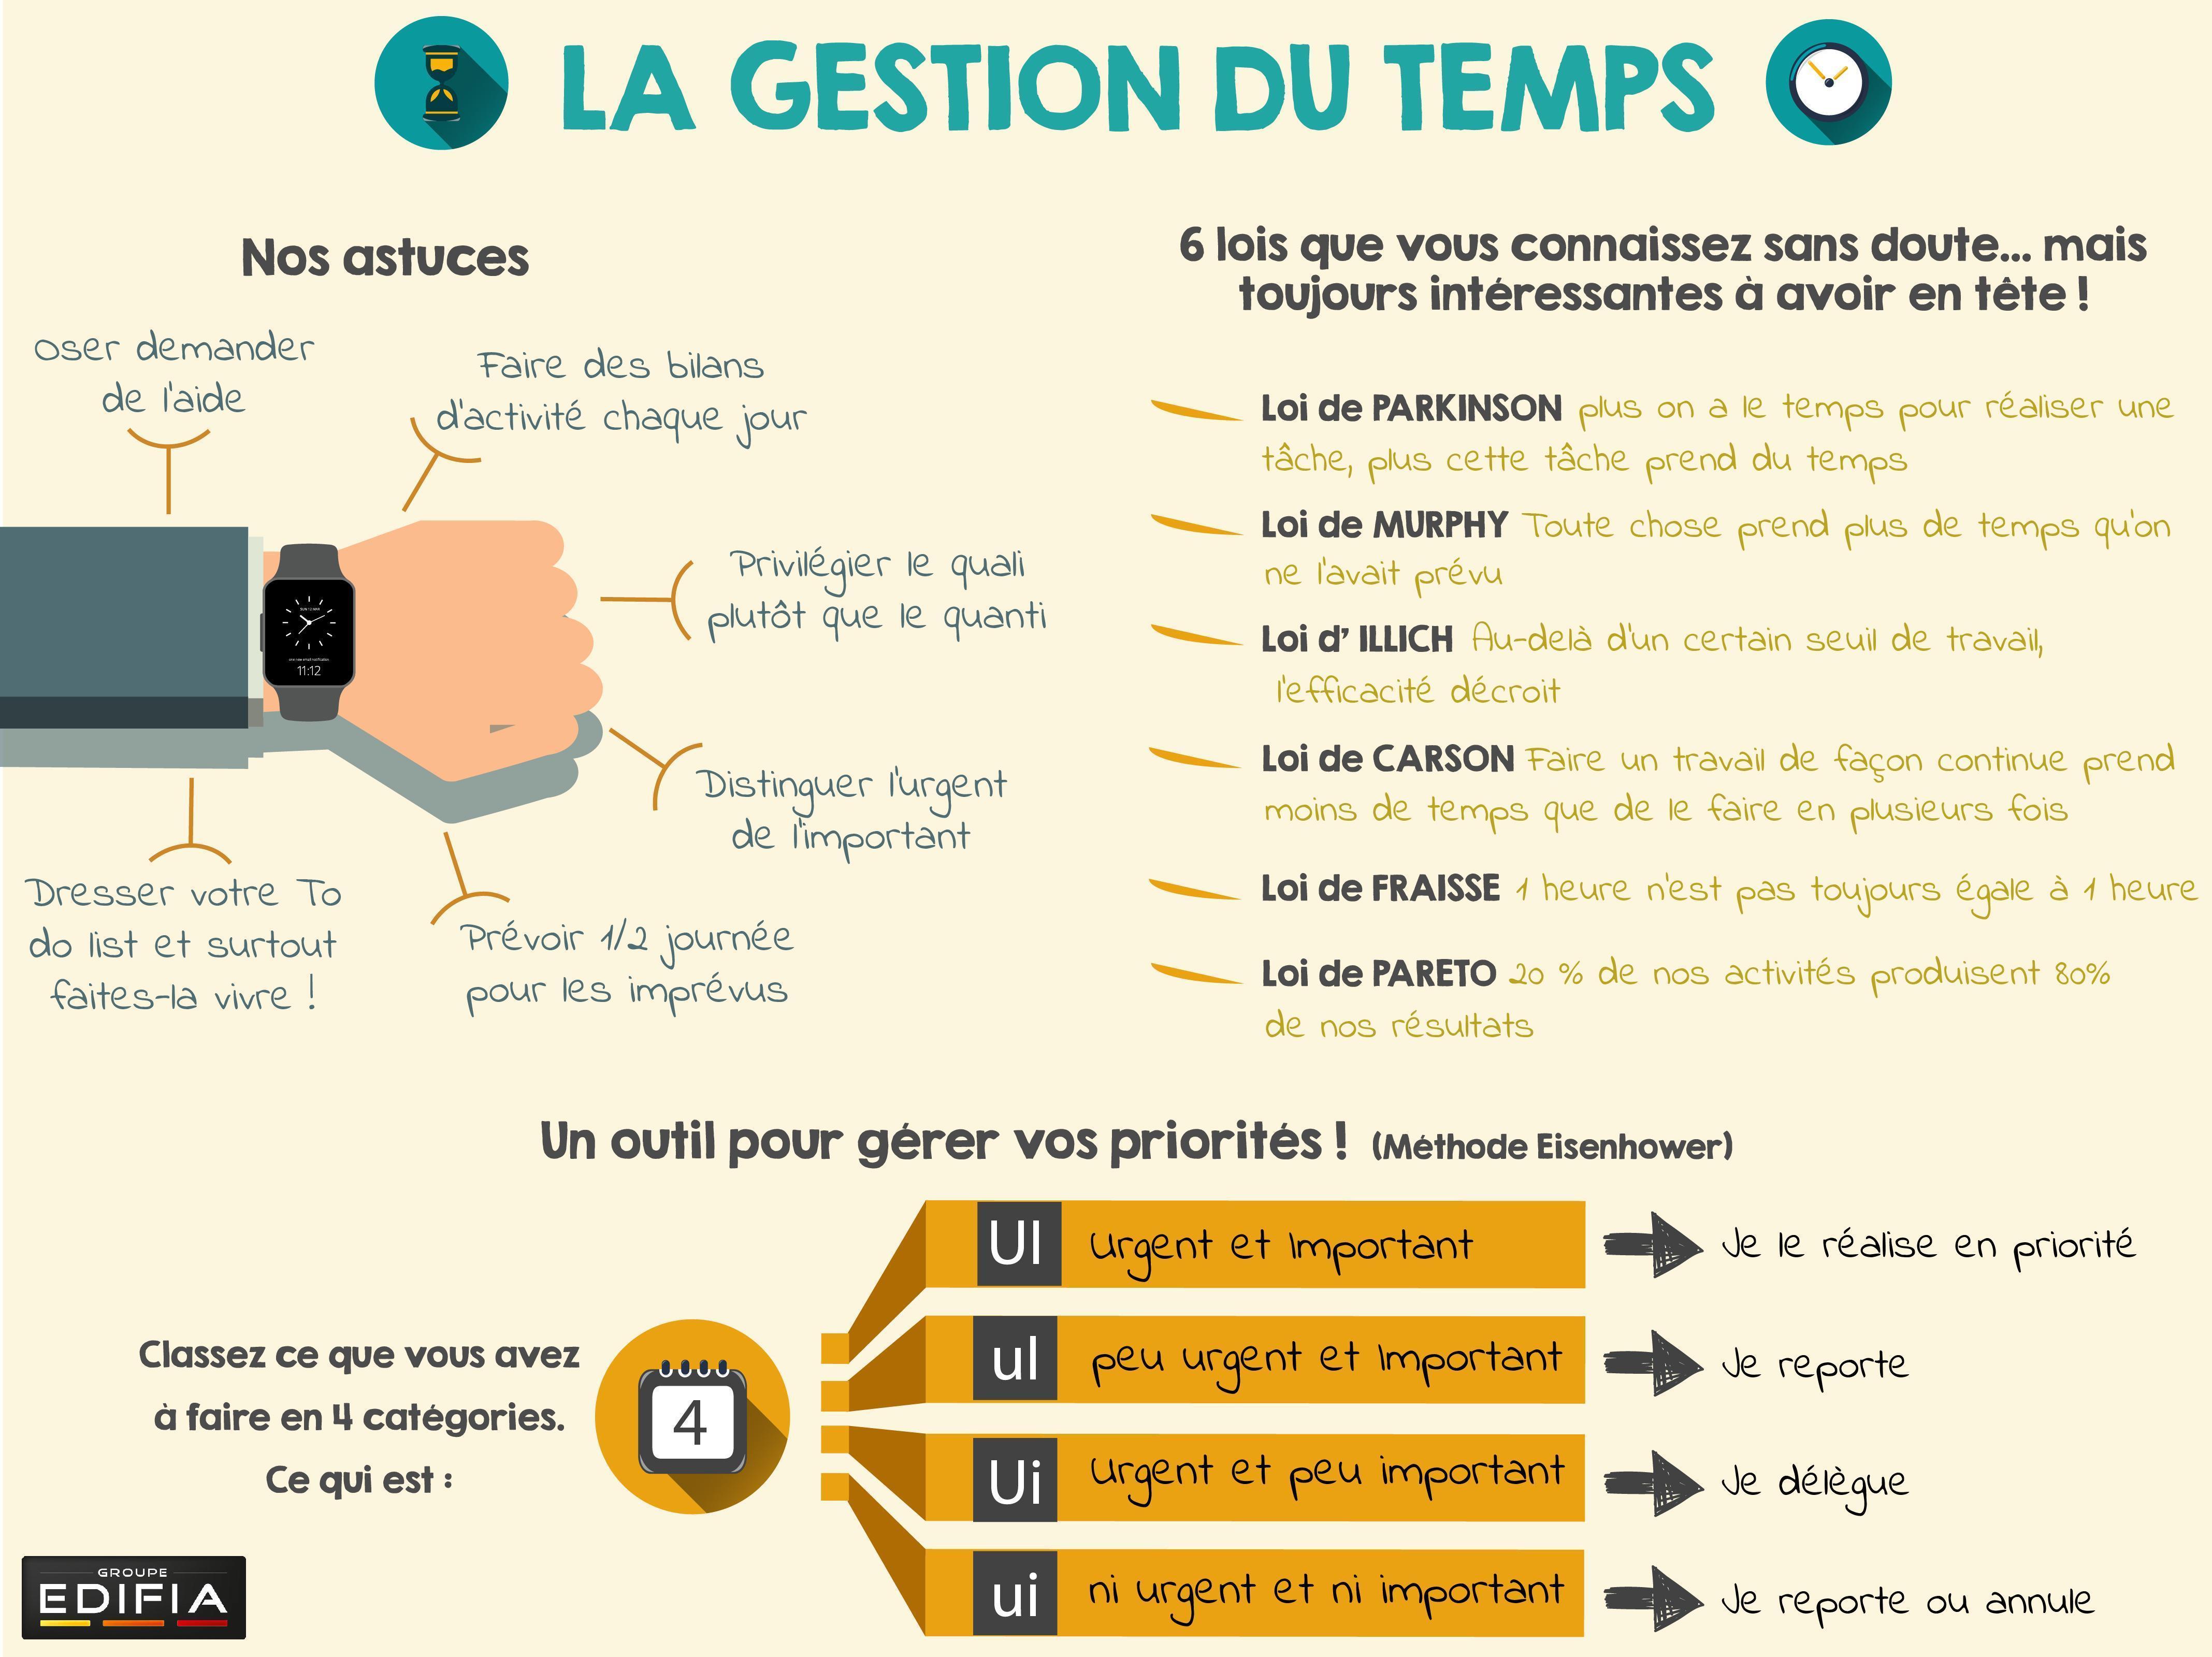 LA GESTION DU TEMPS
Nos astuces
Oser demander
de l'aide
Faire des bilans
d'activité chaque jour
Privilégier le quali
plutôt que le quanti
Distinguer l'urgent
de l'important
Prévoir 1/2 journée
pour les imprévus
Dresser votre To
do list et surtout
faites-la vivre !
11:12
6 lois que vous connaissez sans doute... mais
toujours intéressantes à avoir en tête !
Loi de PARKINSON plus on a le temps pour réaliser une
tâche, plus cette tâche prend du temps
Loi de MURPHY Toute chose prend plus de temps qu'on
ne l'avait prévu
Loi d' ILLICH Au-delà d'un certain seuil de travail,
l'efficacité décroit
Loi de CARSON Faire un travail de façon continue prend
moins de temps que de le faire en plusieurs fois
Loi de FRAISSE 1 heure n'est pas toujours égale à 1 heure
Loi de PARETO 20 % de nos activités produisent 80%
de nos résultats
Un outil pour gérer vos priorités ! (Méthode Eisenhower)
Classez ce que vous avez
à faire en 4 catégories.
Ce qui est :
4
UI urgent et Important Je le réalise en priorité
uI peu urgent et Important Je reporte
Ui Urgent et peu important Je délègue
ui ni urgent et ni important Je reporte ou annule
GROUPE
EDIFIA